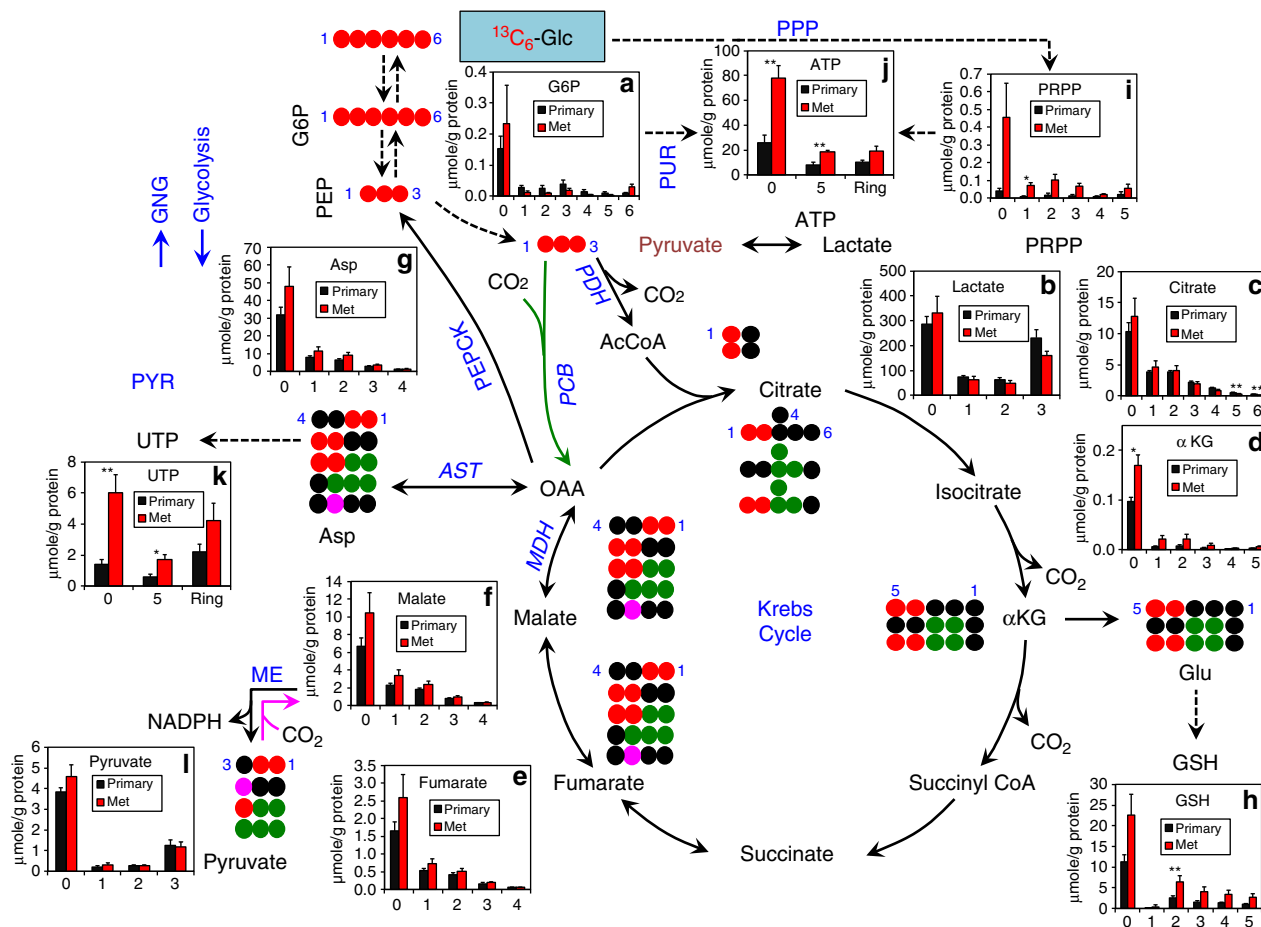 1 6 ¹³C₆-Glc PPP
G6P 1 6
GNG Glycolysis
PEP 1 3
a
G6P
Primary
Met
µmole/g protein
0.4
0.3
0.2
0.1
0.0
0 1 2 3 4 5 6
PUR
j
ATP
Primary
Met
µmole/g protein
100
80
60
40
20
0
** **
0 5 Ring
ATP
i
PRPP
Primary
Met
µmole/g protein
0.7
0.6
0.5
0.4
0.3
0.2
0.1
0.0
*
0 1 2 3 4 5
PRPP
1 3 Pyruvate Lactate
CO₂ PDH CO₂
AcCoA
1
PEPCK PCB
g
Asp
Primary
Met
µmole/g protein
70
60
50
40
30
20
10
0
0 1 2 3 4
b
Lactate
Primary
Met
µmole/g protein
500
400
300
200
100
0
0 1 2 3
c
Citrate
Primary
Met
µmole/g protein
20
15
10
5
0
** **
0 1 2 3 4 5 6
PYR
4 1
UTP
AST
OAA
Asp
Citrate
4
1 6
Isocitrate
CO₂
d
α KG
Primary
Met
µmole/g protein
0.2
0.1
0.0
*
0 1 2 3 4 5
k
UTP
Primary
Met
µmole/g protein
8
6
4
2
0
** *
0 5 Ring
MDH
4 1
Malate
Krebs
Cycle
5 1
αKG
5 1
Glu
f
Malate
Primary
Met
µmole/g protein
14
12
10
8
6
4
2
0
0 1 2 3 4
ME
NADPH CO₂
3 1
Pyruvate
4 1
Fumarate
CO₂
Succinyl CoA
Succinate
GSH
l
Pyruvate
Primary
Met
µmole/g protein
6
5
4
3
2
1
0
0 1 2 3
e
Fumarate
Primary
Met
µmole/g protein
3.5
3.0
2.5
2.0
1.5
1.0
0.5
0.0
0 1 2 3 4
h
GSH
Primary
Met
µmole/g protein
30
25
20
15
10
5
0
**
0 1 2 3 4 5